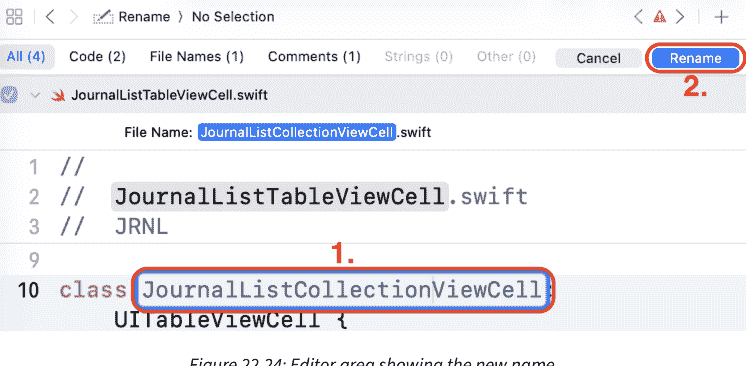 Rename 〉 No Selection
All (4) Code (2) File Names (1) Comments (1) Strings (0) Other (0) Cancel Rename
2.
JournalListTableViewCell.swift
File Name: JournalListCollectionViewCell.swift
1 //
2 // JournalListTableViewCell.swift
3 // JRNL
1.
9
10 class JournalListCollectionViewCell:
UITableViewCell {
Figure 22.24: Editor area showing the new name